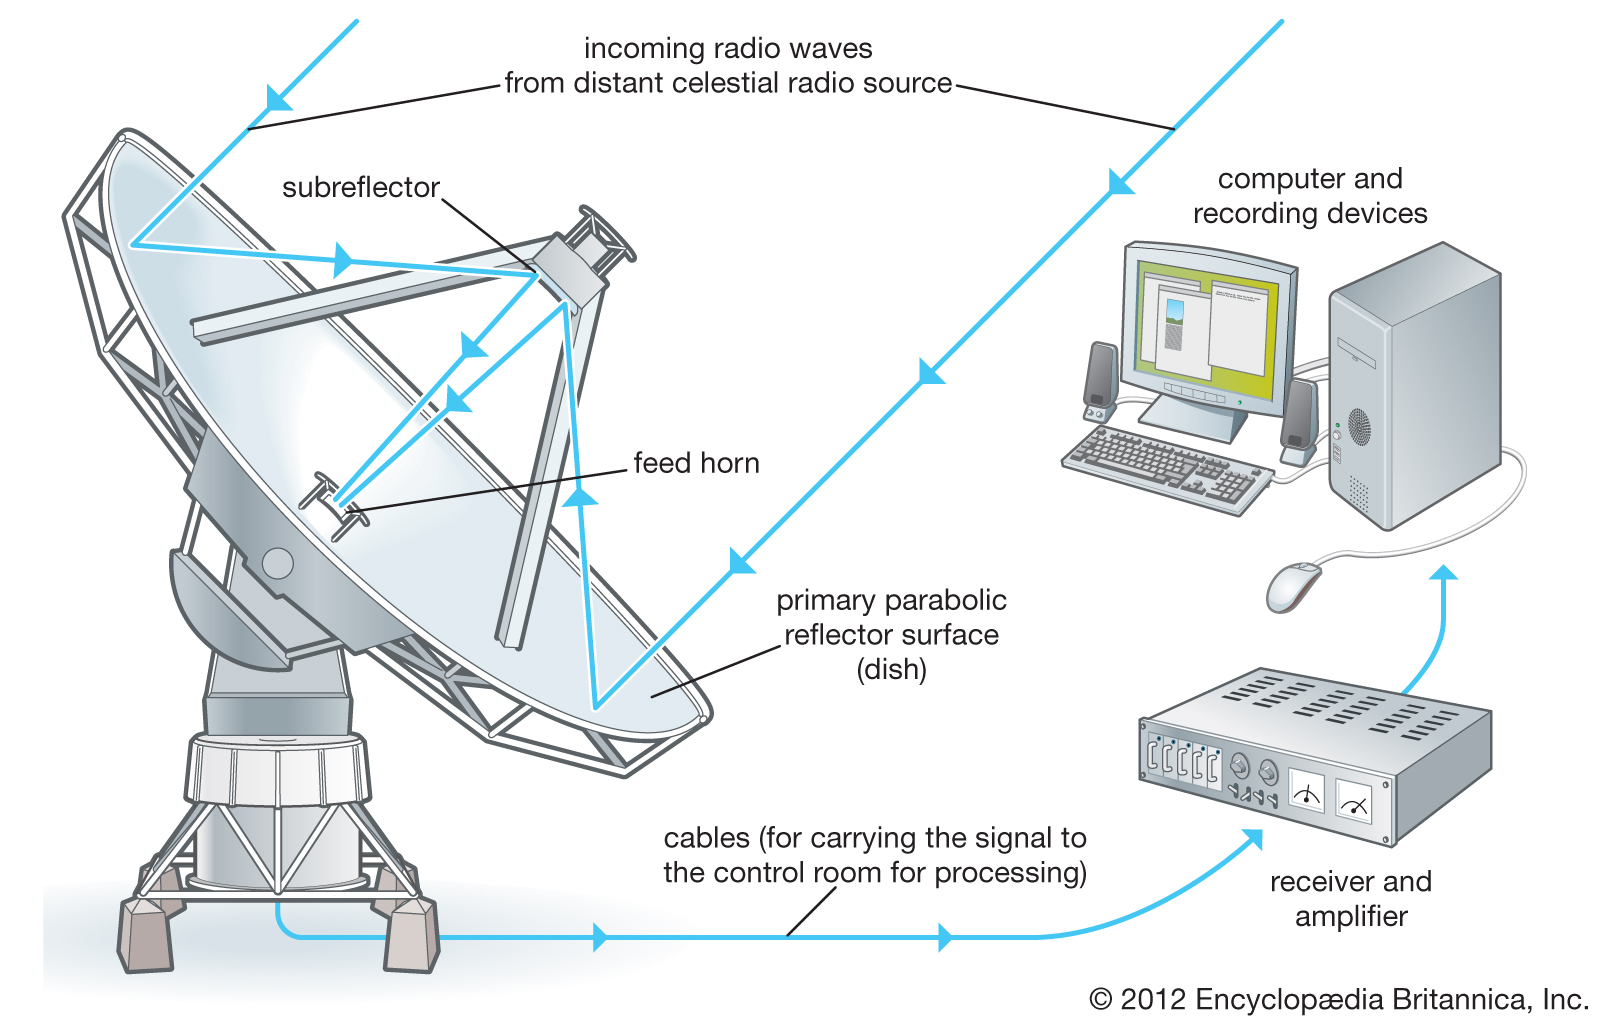 incoming radio waves
from distant celestial radio source
subreflector
computer and
recording devices
feed horn
primary parabolic
reflector surface
(dish)
cables (for carrying the signal to
the control room for processing)
receiver and
amplifier
© 2012 Encyclopædia Britannica, Inc.